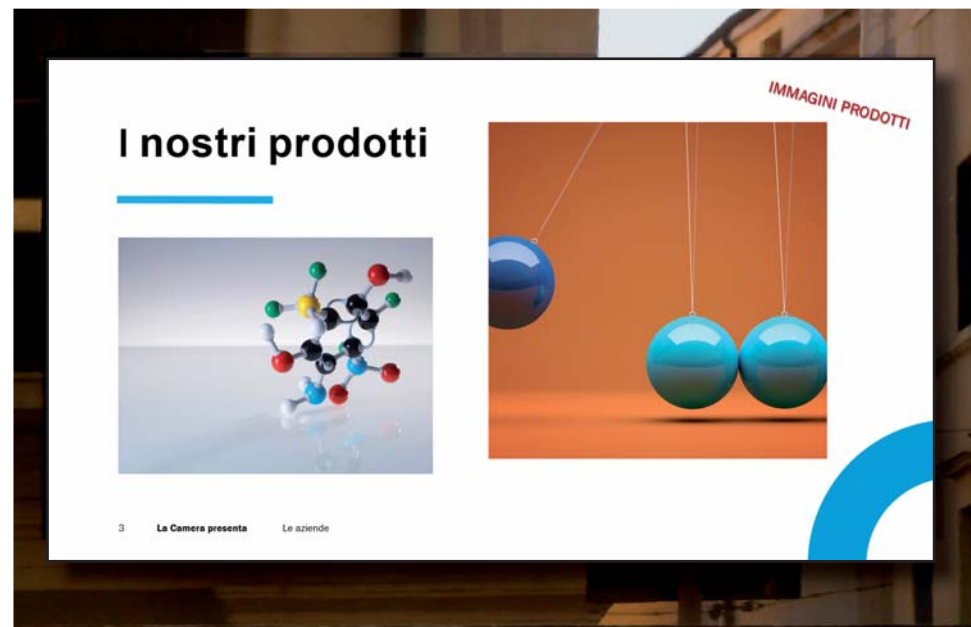 IMMAGINI PRODOTTI
I nostri prodotti
3 La Camera presenta Le aziende